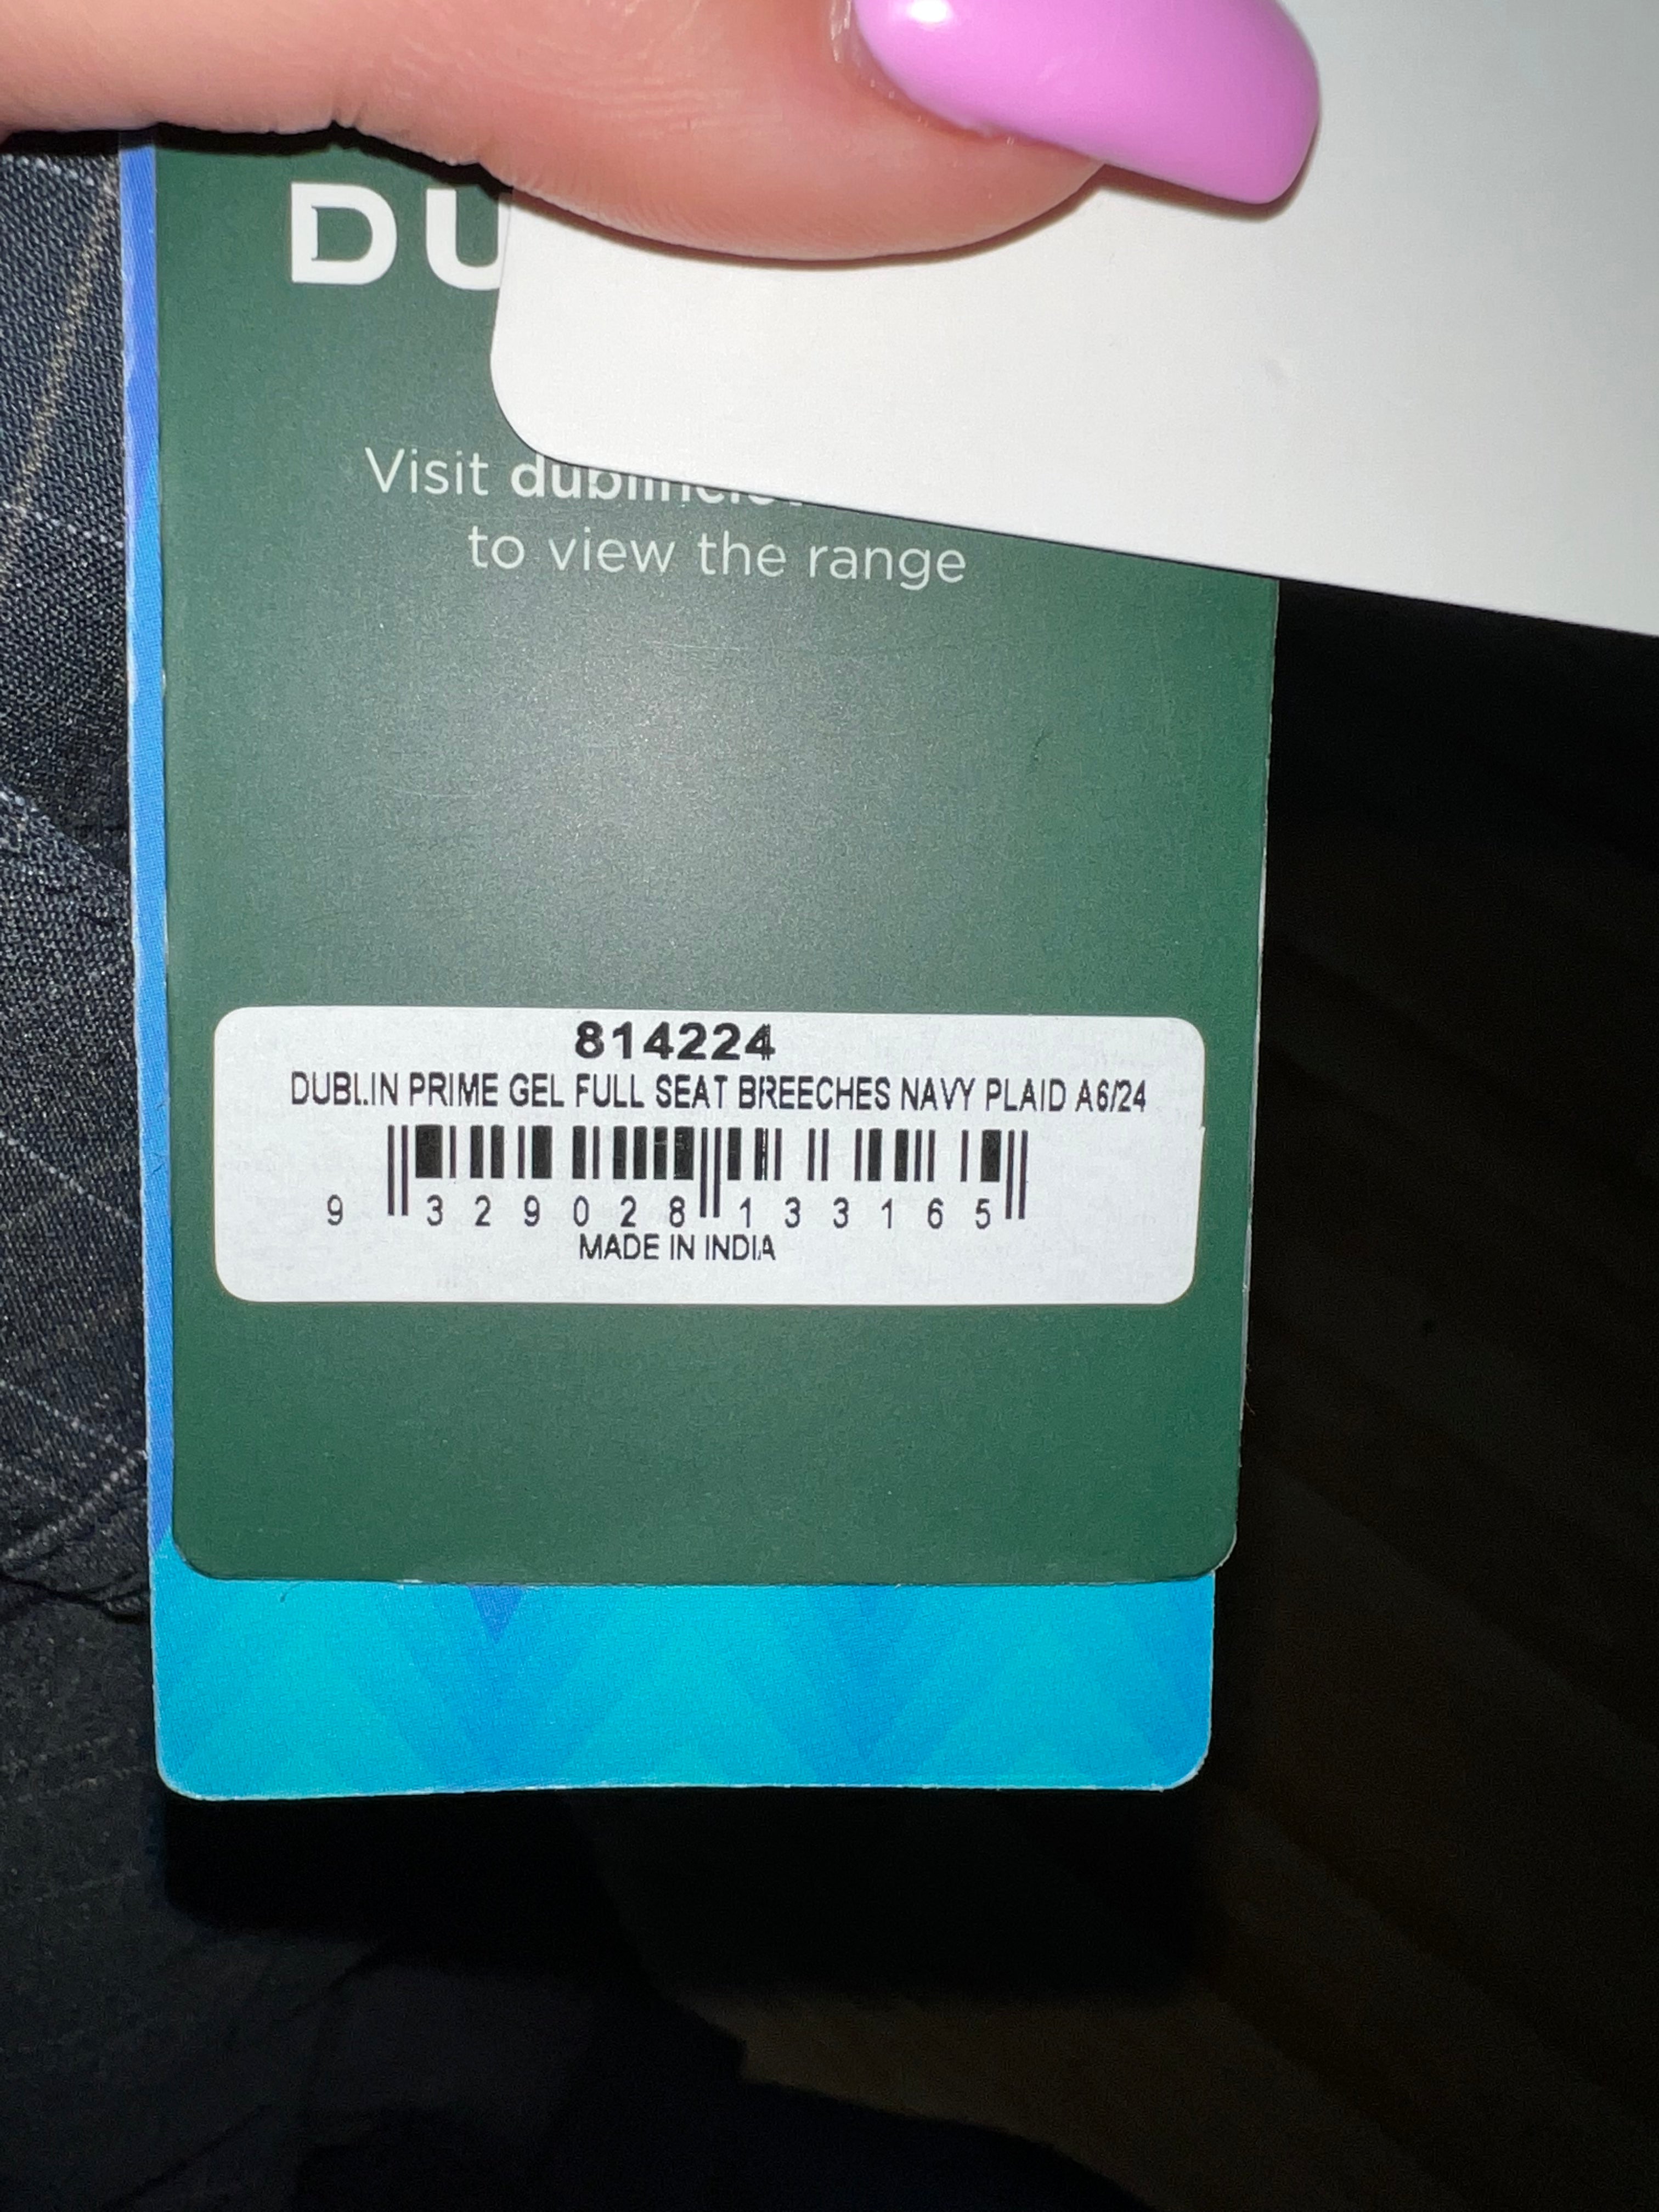 DU
Visit
to view the range
814224
DUBLIN PRIME GEL FULL SEAT BREECHES NAVY PLAID A6/24
9 329028 133165
MADE IN INDIA